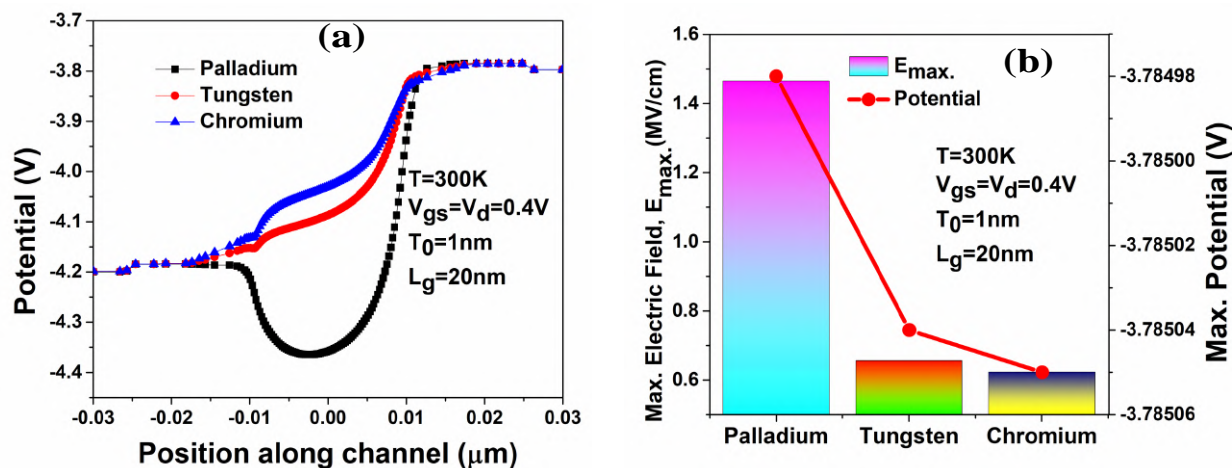 (a)
Palladium
Tungsten
Chromium
T=300K
Vgs=Vd=0.4V
T0=1nm
Lg=20nm
Potential (V)
-3.7
-3.8
-3.9
-4.0
-4.1
-4.2
-4.3
-4.4
-0.03 -0.02 -0.01 0.00 0.01 0.02 0.03
Position along channel (μm)
(b)
Emax.
Potential
T=300K
Vgs=Vd=0.4V
T0=1nm
Lg=20nm
Max. Electric Field, Emax.(MV/cm)
1.6
1.4
1.2
1.0
0.8
0.6
Palladium Tungsten Chromium
-3.78498
-3.78500
-3.78502
-3.78504
-3.78506
Max. Potential (V)